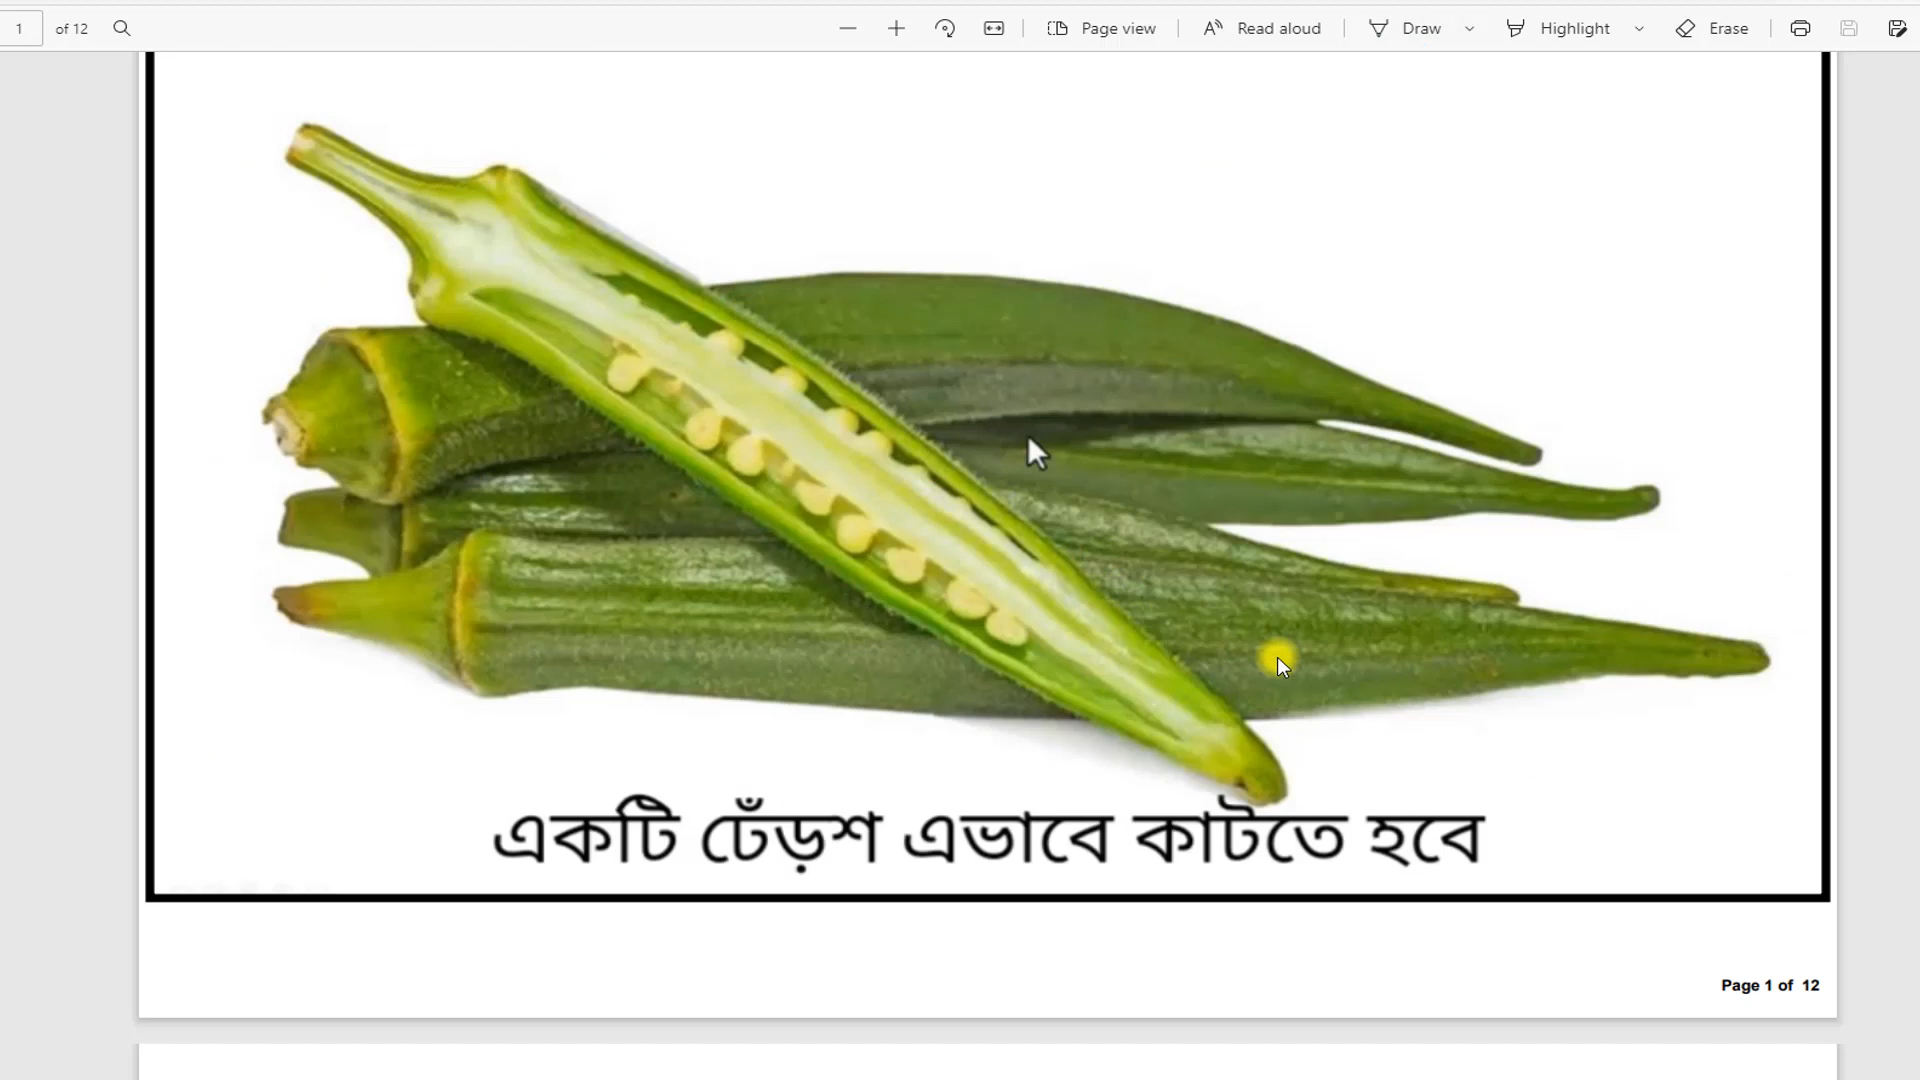 1 of 12 Page view Read aloud Draw Highlight Erase
একটি ঢেঁড়শ এভাবে কাটতে হবে
Page 1 of 12